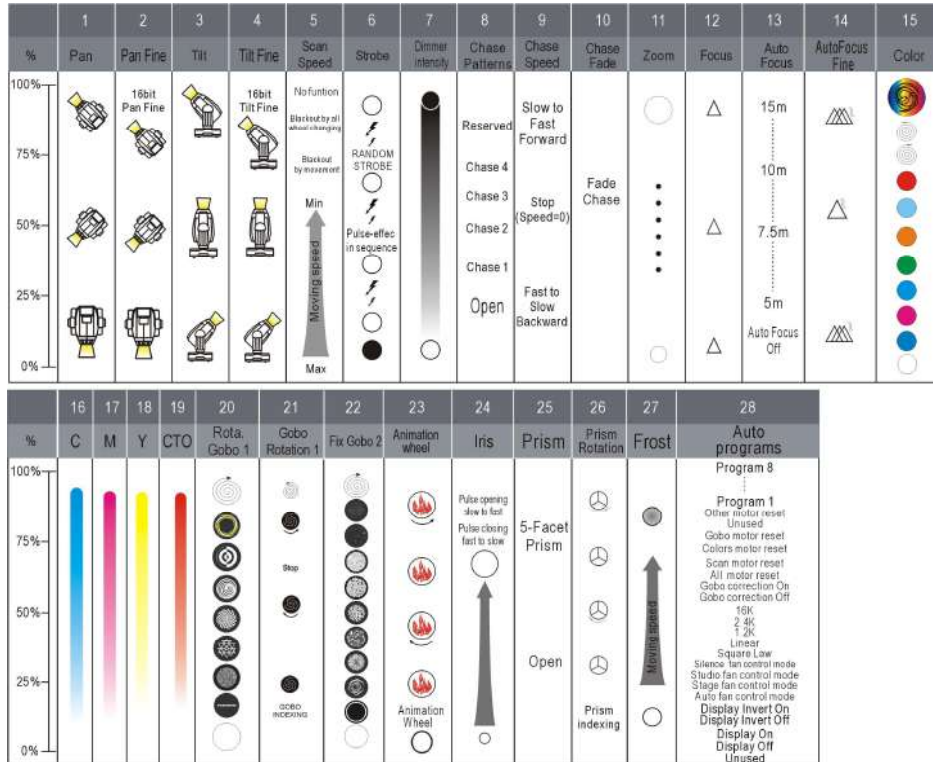 1 2 3 4 5 6 7 8 9 10 11 12 13 14 15
% Pan Pan Fine Tilt Tilt Fine Scan Speed Strobe Dimmer intensity Chase Patterns Chase Speed Chase Fade Zoom Focus Auto Focus AutoFocus Fine Color
100%
75%
50%
25%
0%
16bit
Pan Fine
16bit
Tilt Fine
No funtion
Blackout by all
wheel changing
Blackout
by movement
Min
Moving speed
Max
RANDOM
STROBE
Pulse-effec
in sequence
Reserved
Chase 4
Chase 3
Chase 2
Chase 1
Open
Slow to
Fast
Forward
Stop
(Speed=0)
Fast to
Slow
Backward
Fade
Chase
15m
10m
7.5m
5m
Auto Focus
Off
16 17 18 19 20 21 22 23 24 25 26 27 28
% C M Y CTO Rota. Gobo 1 Gobo Rotation 1 Fix Gobo 2 Animation wheel Iris Prism Prism Rotation Frost Auto programs
100%
75%
50%
25%
0%
Stop
GOBO
INDEXING
Animation
Wheel
Pulse opening
slow to fast
Pulse closing
fast to slow
5-Facet
Prism
Open
Prism
indexing
Moving speed
Program 8
Program 1
Other motor reset
Unused
Gobo motor reset
Colors motor reset
Scan motor reset
All motor reset
Gobo correction On
Gobo correction Off
16K
2.4K
1.2K
Linear
Square Law
Silence fan control mode
Studio fan control mode
Stage fan control mode
Auto fan control mode
Display Invert On
Display Invert Off
Display On
Display Off
Unused